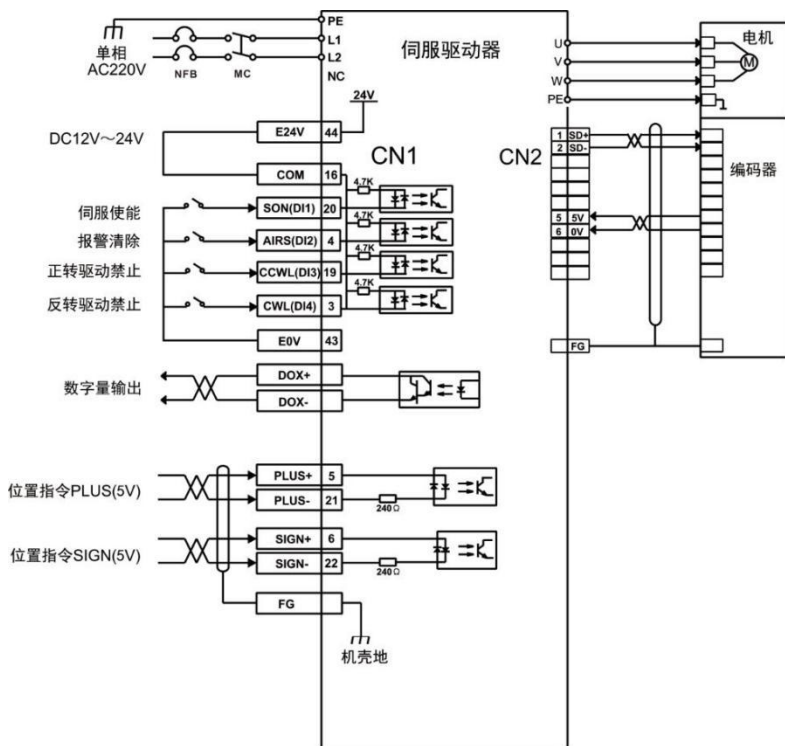 PE
L1
L2
NC
单相
AC220V
NFB
MC
伺服驱动器
U
V
W
PE
电机
M
24V
DC12V～24V
E24V 44
COM 16
CN1
CN2
4.7K
伺服使能 SON(DI1) 20
4.7K
报警清除 AIRS(DI2) 4
4.7K
正转驱动禁止 CCWL(DI3) 19
4.7K
反转驱动禁止 CWL(DI4) 3
E0V 43
1 SD+
2 SD-
编码器
5 5V
6 0V
FG
数字量输出
DOX+
DOX-
位置指令PLUS(5V)
PLUS+ 5
PLUS- 21
240Ω
位置指令SIGN(5V)
SIGN+ 6
SIGN- 22
240Ω
FG
机壳地